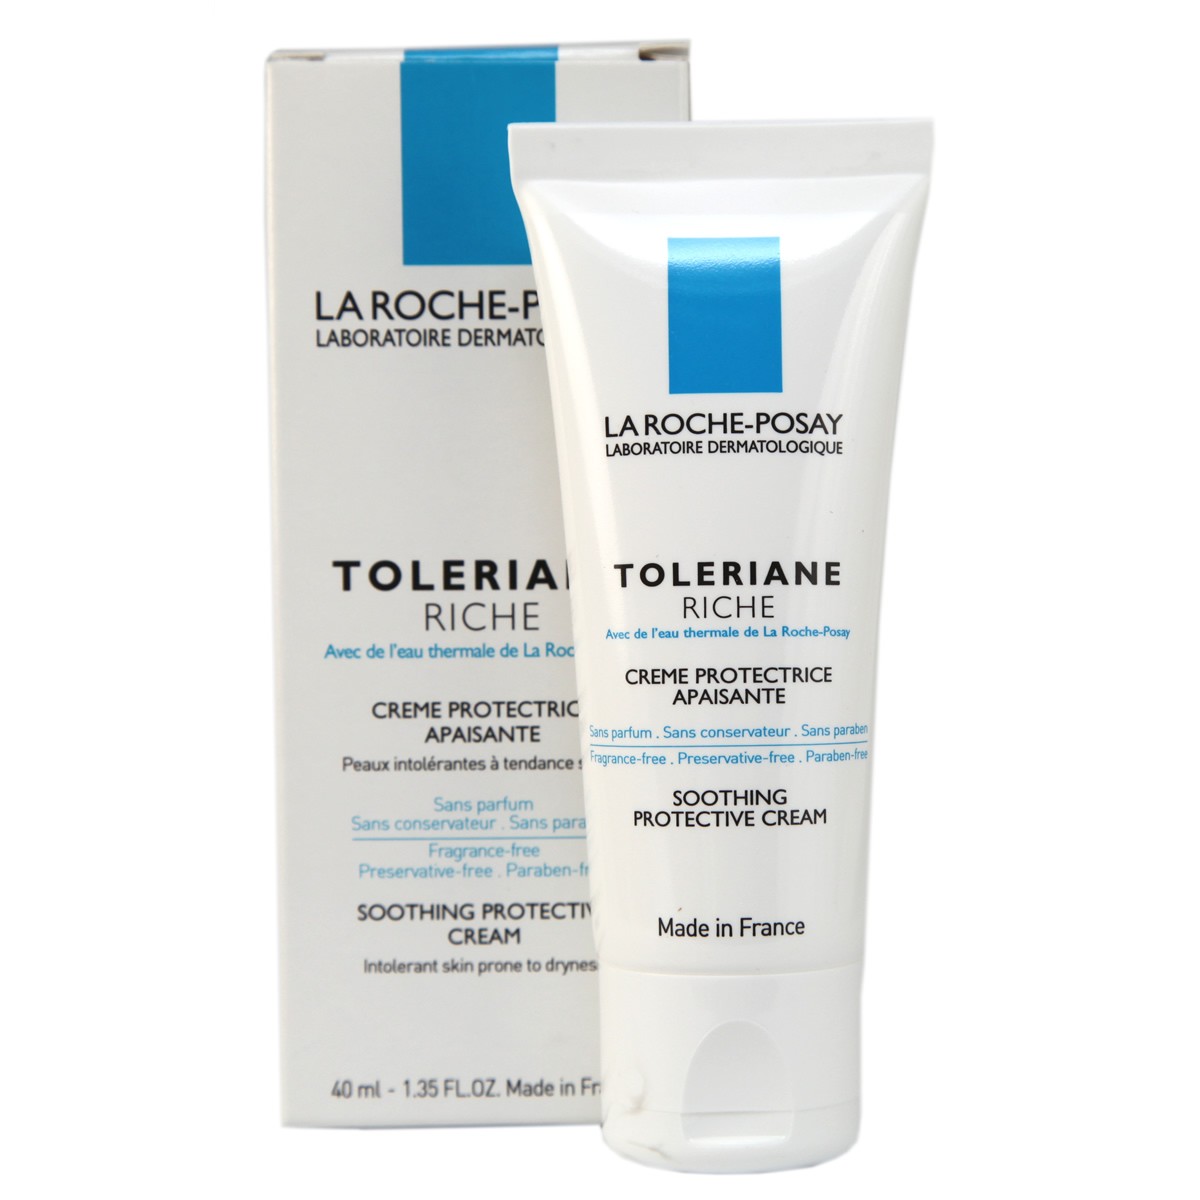 LA ROCHE-P
LABORATOIRE DERMATO
TOLERIAN
RICHE
Avec de l'eau thermale de La Roc
CREME PROTECTRIC
APAISANTE
Peaux intolérantes à tendance s
Sans parfum
Sans conservateur . Sans para
Fragrance-free
Preservative-free . Paraben-fr
SOOTHING PROTECTIV
CREAM
Intolerant skin prone to drynes
40 ml - 1.35 FL.OZ. Made in Fra
LA ROCHE-POSAY
LABORATOIRE DERMATOLOGIQUE
TOLERIANE
RICHE
Avec de l'eau thermale de La Roche-Posay
CREME PROTECTRICE
APAISANTE
Sans parfum . Sans conservateur . Sans paraben
Fragrance-free . Preservative-free . Paraben-free
SOOTHING
PROTECTIVE CREAM
Made in France